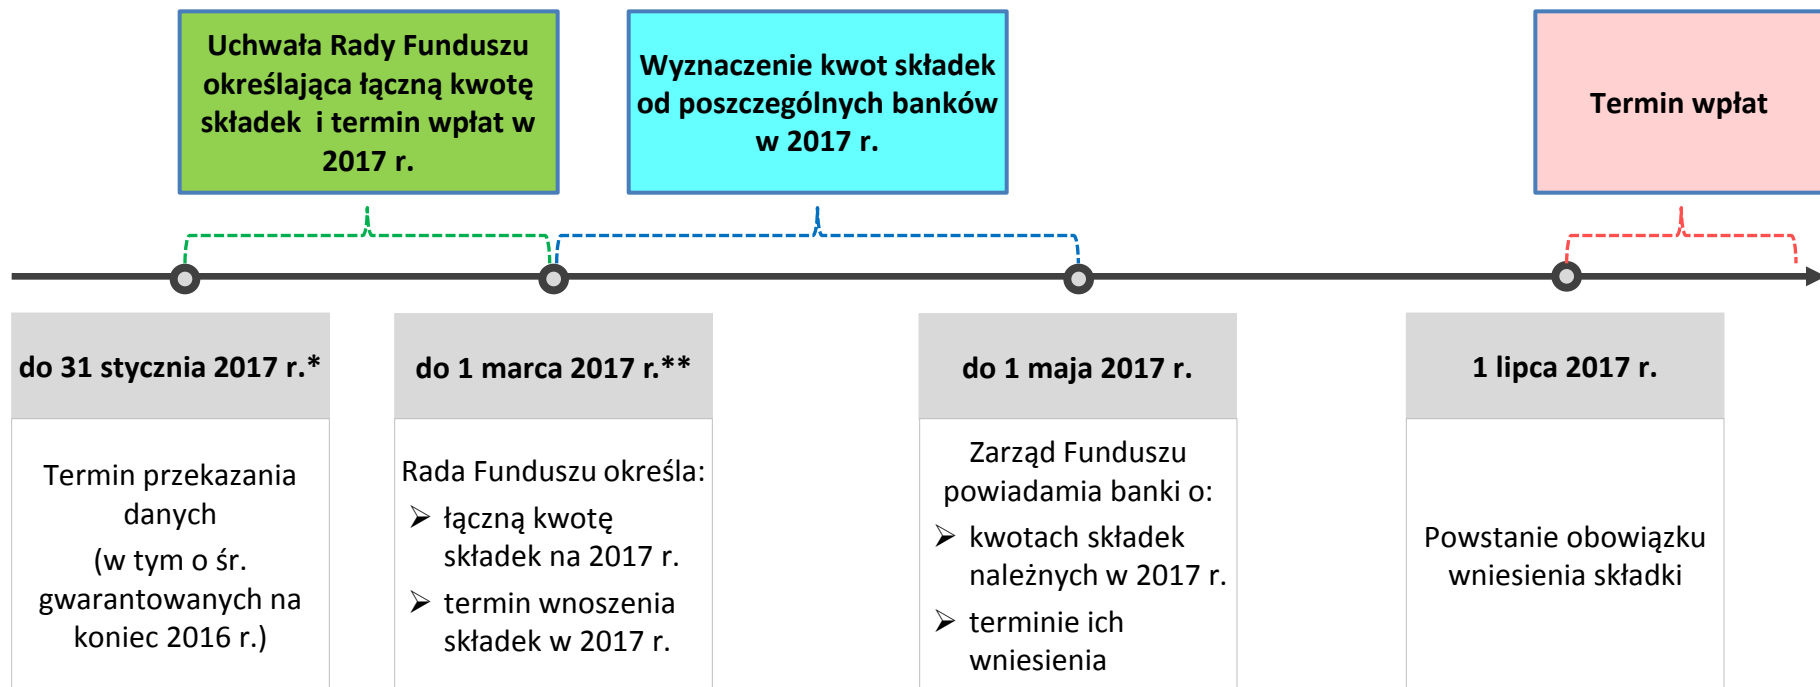 Uchwała Rady Funduszu
określająca łączną kwotę
składek i termin wpłat w
2017 r.
Wyznaczenie kwot składek
od poszczególnych banków
w 2017 r.
Termin wpłat
do 31 stycznia 2017 r.*
Termin przekazania
danych
(w tym o śr.
gwarantowanych na
koniec 2016 r.)
do 1 marca 2017 r.**
Rada Funduszu określa:
➢ łączną kwotę
składek na 2017 r.
➢ termin wnoszenia
składek w 2017 r.
do 1 maja 2017 r.
Zarząd Funduszu
powiadamia banki o:
➢ kwotach składek
należnych w 2017 r.
➢ terminie ich
wniesienia
1 lipca 2017 r.
Powstanie obowiązku
wniesienia składki